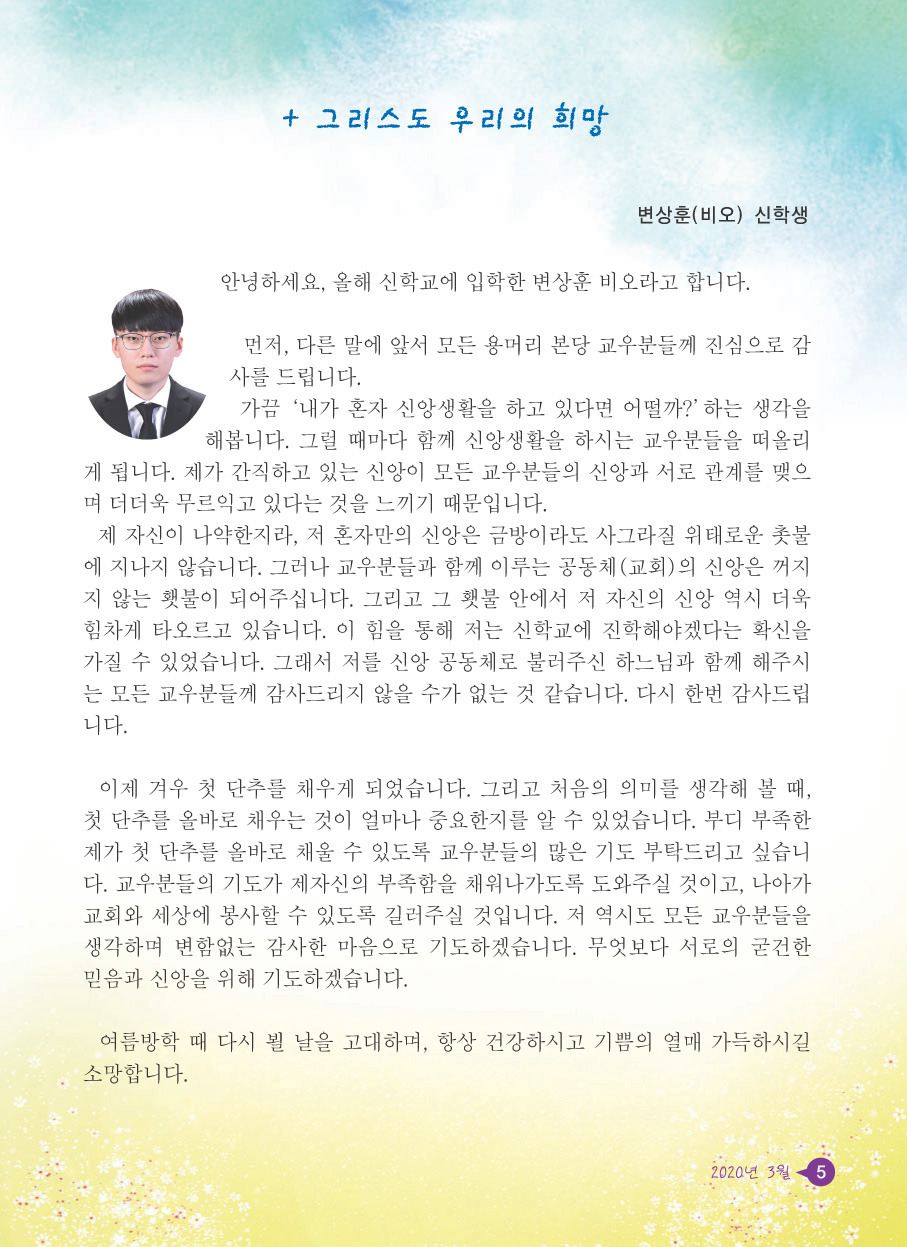 + 그리스도 우리의 희망
변상훈(비오) 신학생
안녕하세요, 올해 신학교에 입학한 변상훈 비오라고 합니다.
먼저, 다른 말에 앞서 모든 용머리 본당 교우분들께 진심으로 감
사를 드립니다.
가끔 ‘내가 혼자 신앙생활을 하고 있다면 어떨까?’ 하는 생각을
해봅니다. 그럴 때마다 함께 신앙생활을 하시는 교우분들을 떠올리
게 됩니다. 제가 간직하고 있는 신앙이 모든 교우분들의 신앙과 서로 관계를 맺으
며 더더욱 무르익고 있다는 것을 느끼기 때문입니다.
제 자신이 나약한지라, 저 혼자만의 신앙은 금방이라도 사그라질 위태로운 촛불
에 지나지 않습니다. 그러나 교우분들과 함께 이루는 공동체(교회)의 신앙은 꺼지
지 않는 횃불이 되어주십니다. 그리고 그 횃불 안에서 저 자신의 신앙 역시 더욱
힘차게 타오르고 있습니다. 이 힘을 통해 저는 신학교에 진학해야겠다는 확신을
가질 수 있었습니다. 그래서 저를 신앙 공동체로 불러주신 하느님과 함께 해주시
는 모든 교우분들께 감사드리지 않을 수가 없는 것 같습니다. 다시 한번 감사드립
니다.
이제 겨우 첫 단추를 채우게 되었습니다. 그리고 처음의 의미를 생각해 볼 때,
첫 단추를 올바로 채우는 것이 얼마나 중요한지를 알 수 있었습니다. 부디 부족한
제가 첫 단추를 올바로 채울 수 있도록 교우분들의 많은 기도 부탁드리고 싶습니
다. 교우분들의 기도가 제자신의 부족함을 채워나가도록 도와주실 것이고, 나아가
교회와 세상에 봉사할 수 있도록 길러주실 것입니다. 저 역시도 모든 교우분들을
생각하며 변함없는 감사한 마음으로 기도하겠습니다. 무엇보다 서로의 굳건한
믿음과 신앙을 위해 기도하겠습니다.
여름방학 때 다시 뵐 날을 고대하며, 항상 건강하시고 기쁨의 열매 가득하시길
소망합니다.
2020년 3월 5